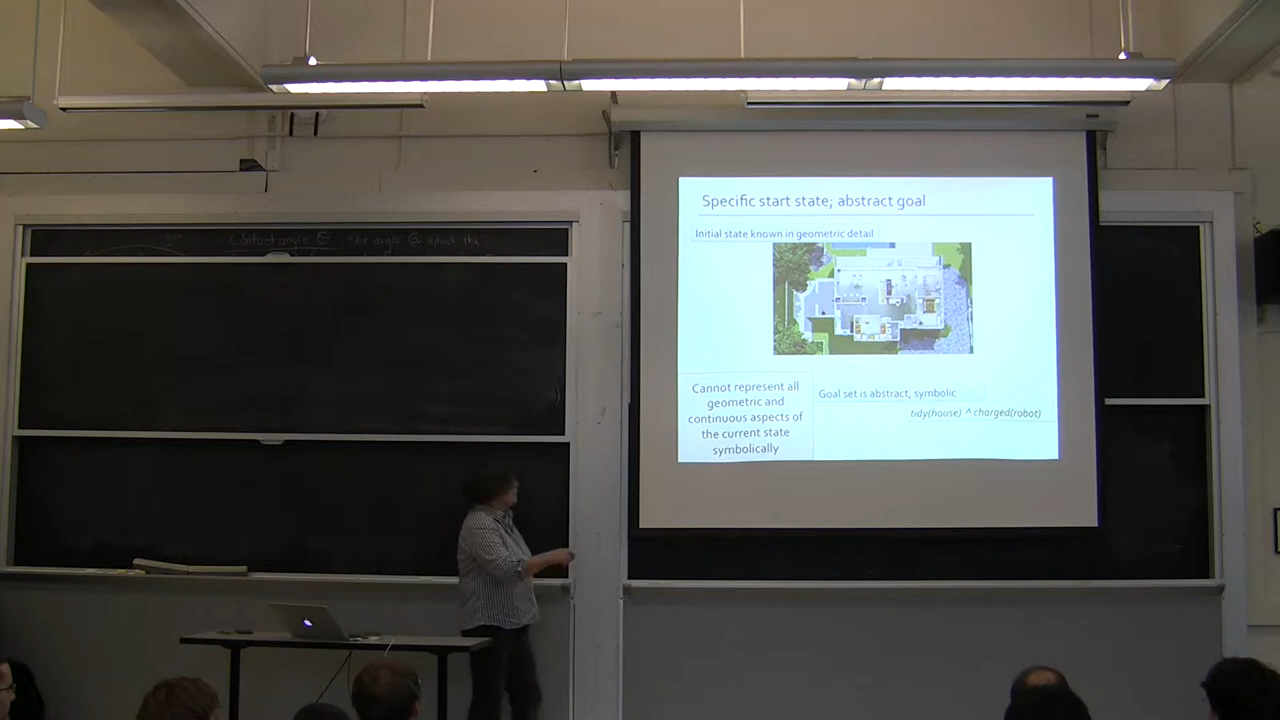 Contact angle Θ The angle @ which the
Specific start state; abstract goal
Initial state known in geometric detail
Cannot represent all
geometric and
continuous aspects of
the current state
symbolically
Goal set is abstract, symbolic
tidy(house) ^ charged(robot)